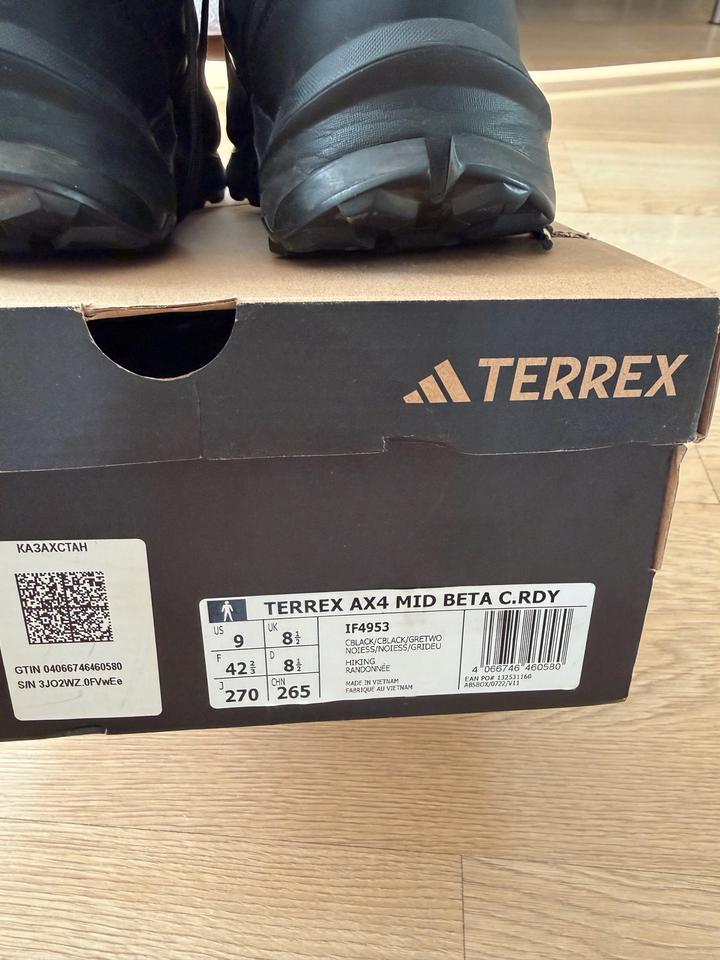 TERREX
КАЗАХСТАН
GTIN 04066746460580
S/N 3JO2WZ.0FVwEe
TERREX AX4 MID BETA C.RDY
US 9 UK 8½
F 42⅔ D 8½
J 270 CHN 265
IF4953
CBLACK/CBLACK/GRETWO
NOIESS/NOIESS/GRIDEU
HIKING
RANDONNÉE
MADE IN VIETNAM
FABRIQUE AU VIETNAM
4 066746 460580
EAN PO# 132531160
ABSBOX/0722/V11